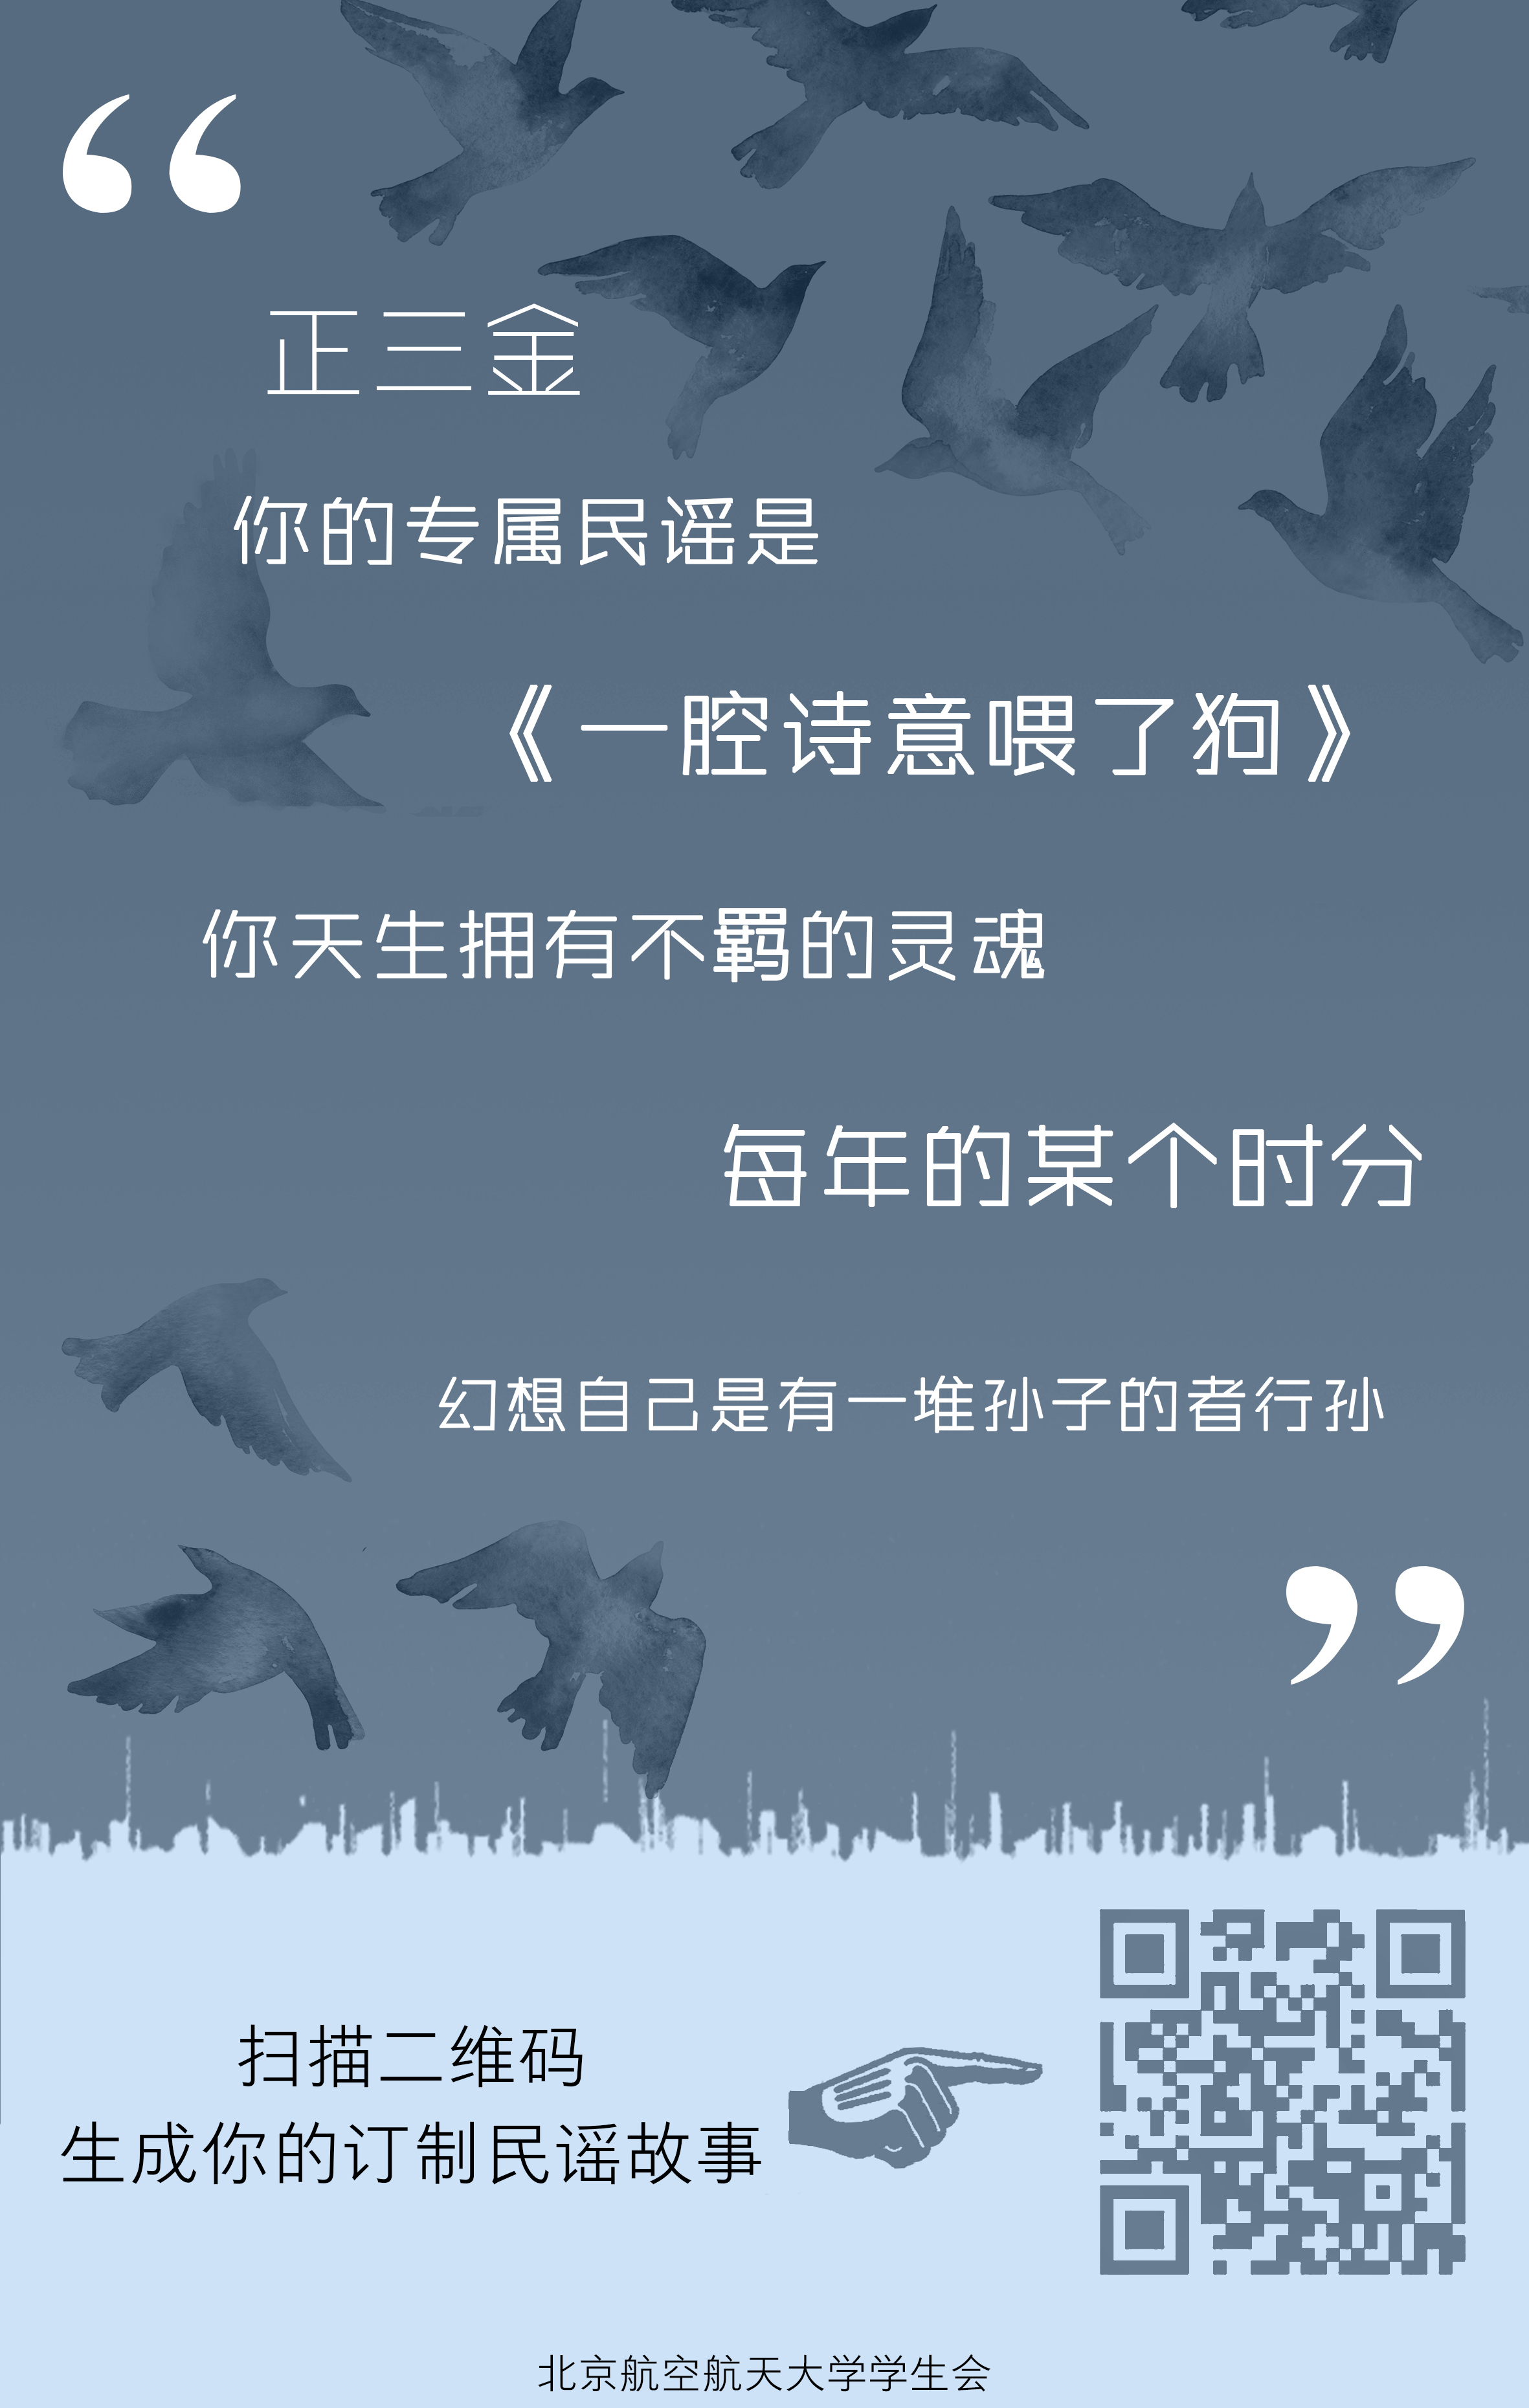 “
正三金
你的专属民谣是
《一腔诗意喂了狗》
你天生拥有不羁的灵魂
每年的某个时分
幻想自己是有一堆孙子的者行孙
”
扫描二维码
生成你的订制民谣故事
北京航空航天大学学生会